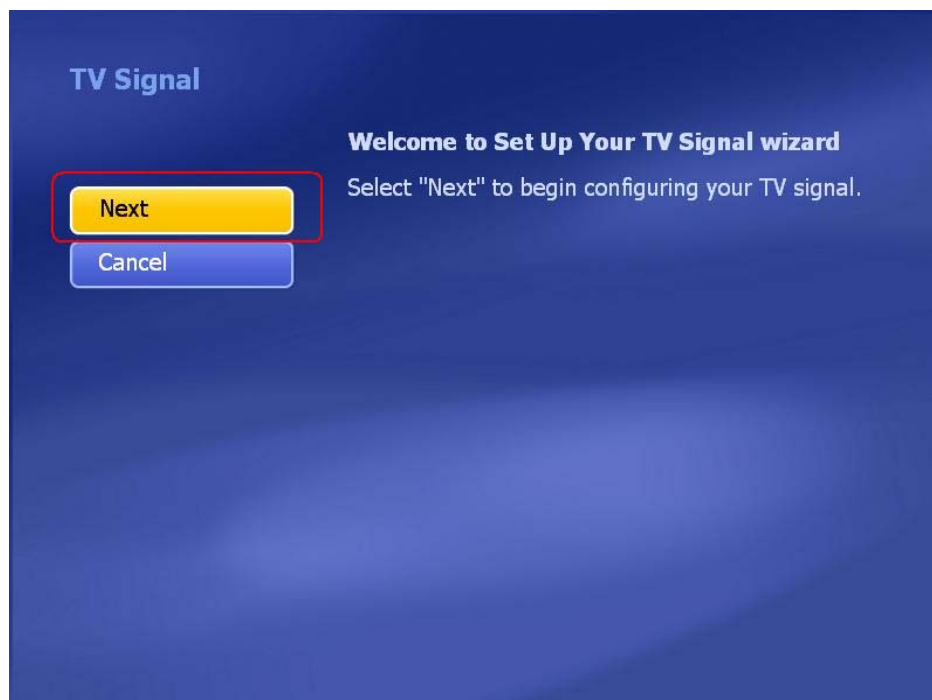 TV Signal
Welcome to Set Up Your TV Signal wizard
Select "Next" to begin configuring your TV signal.
Next
Cancel